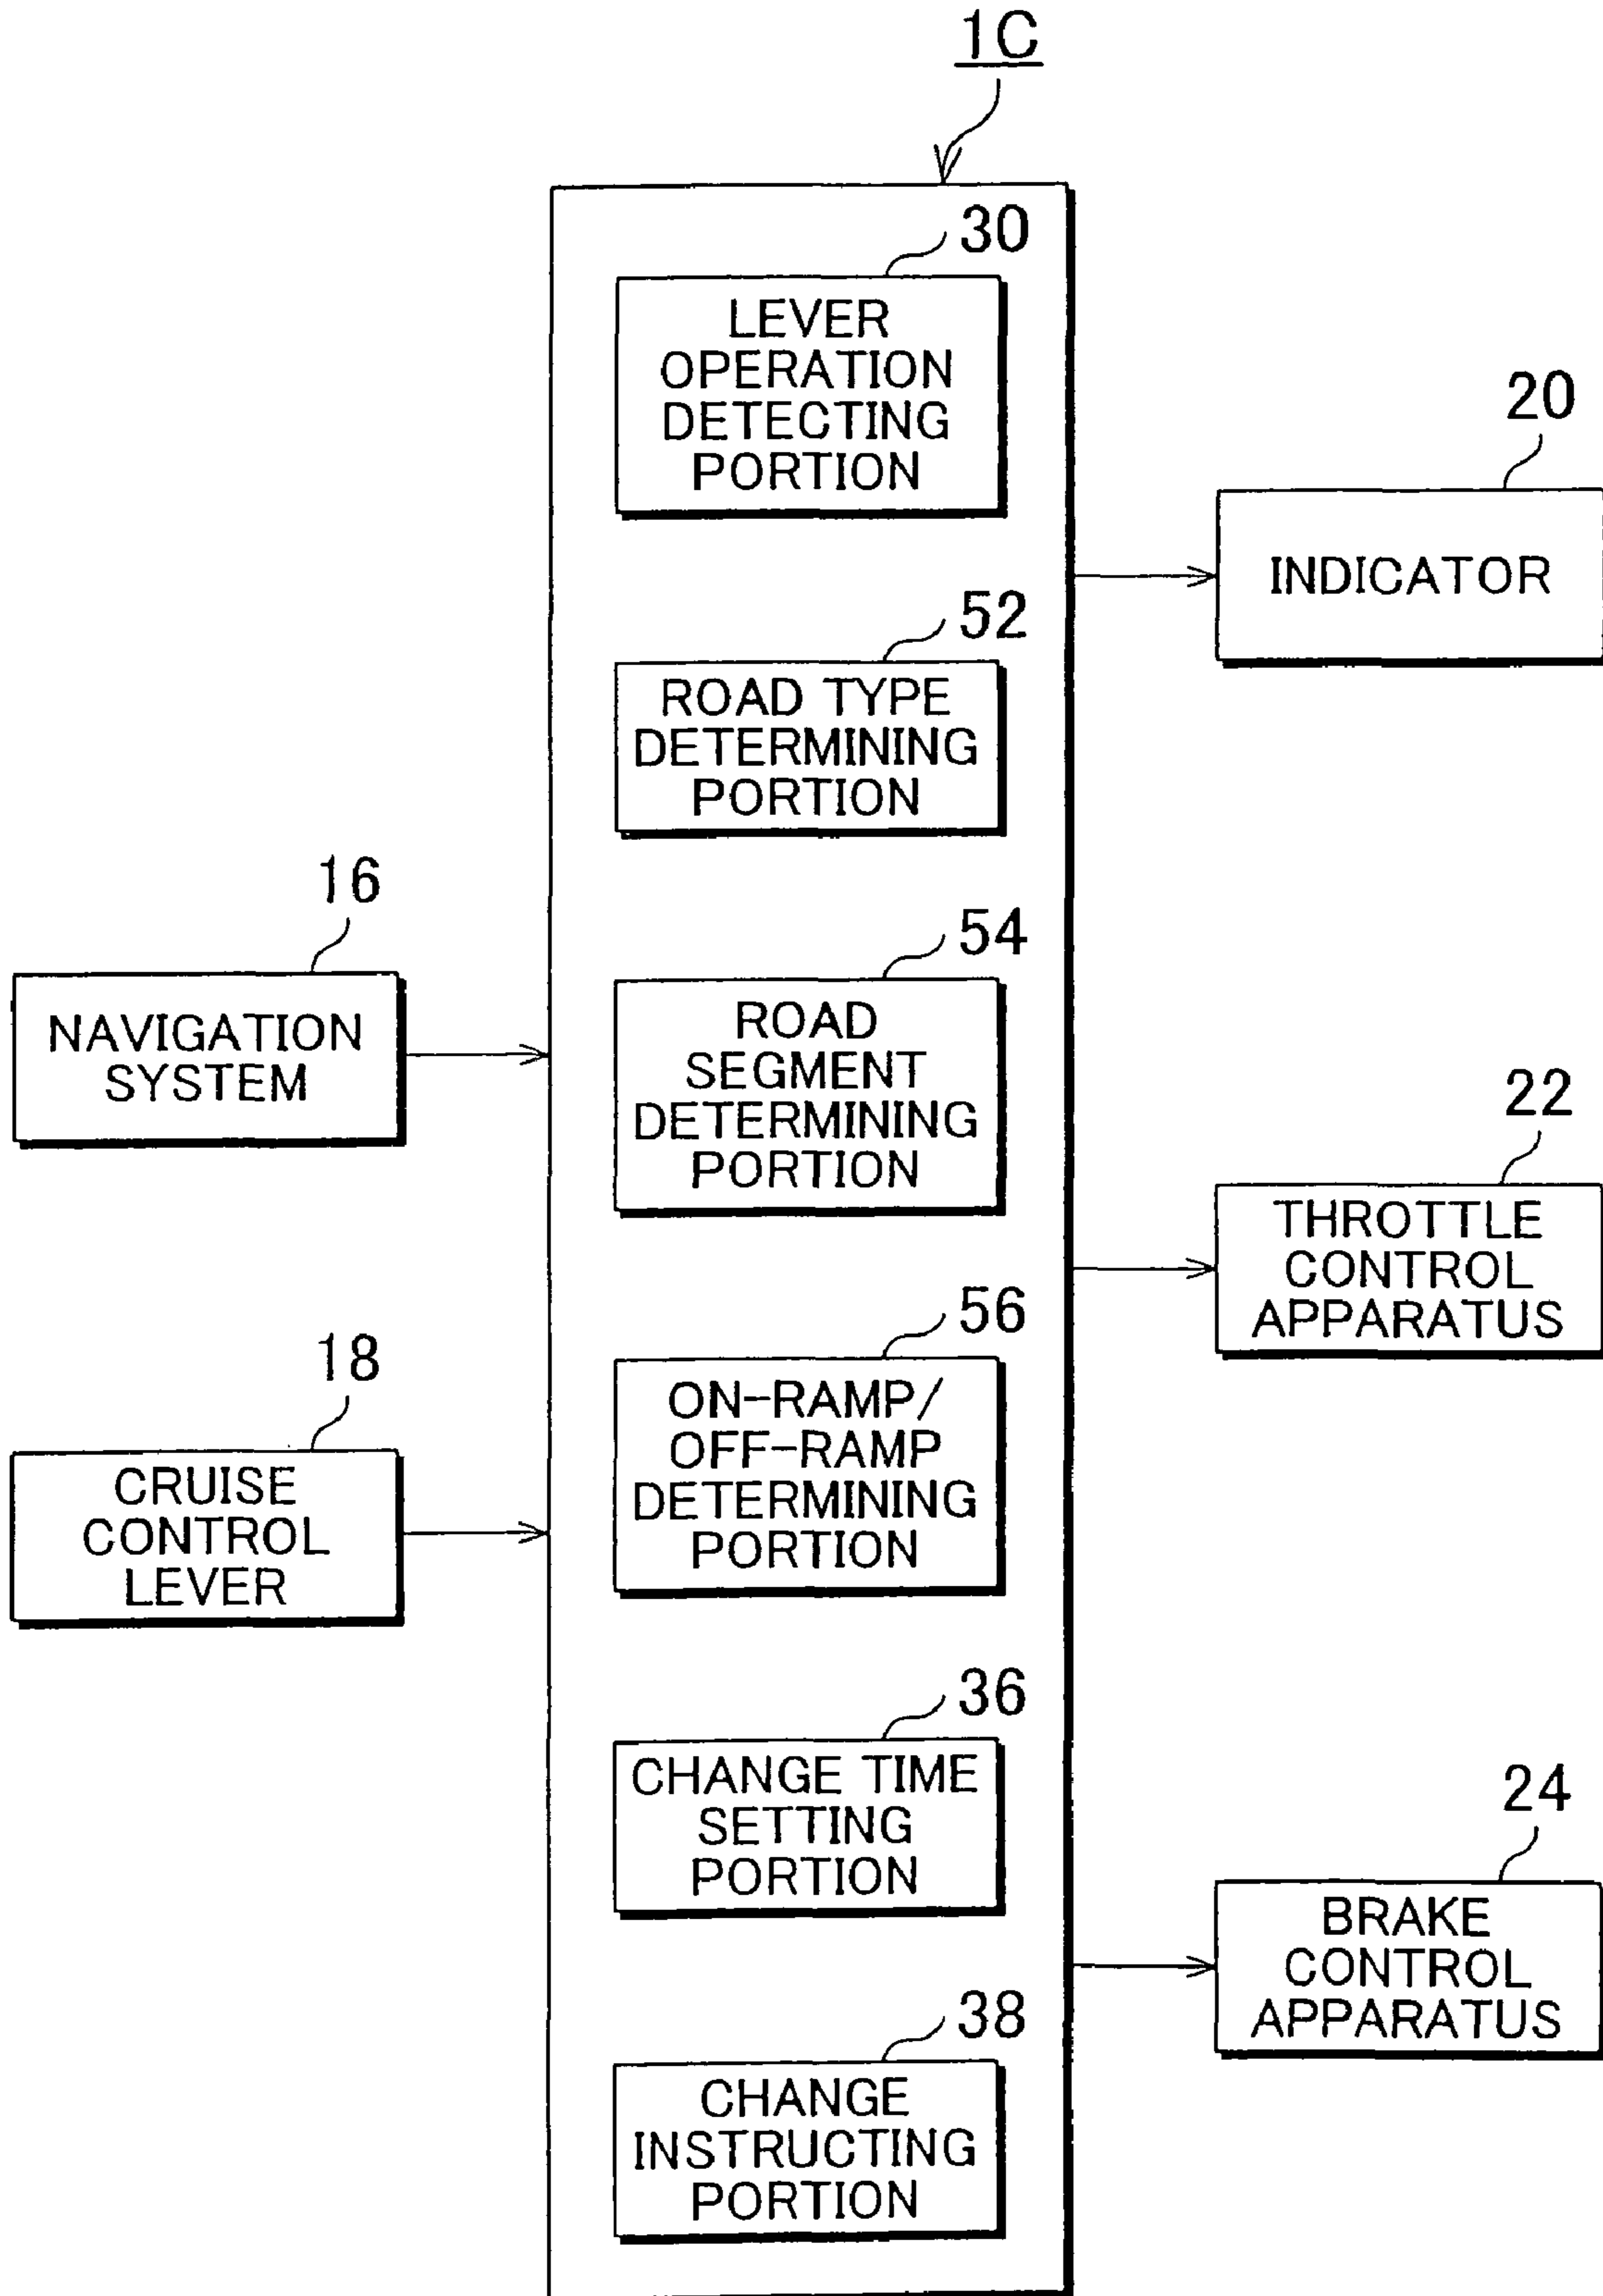 1C
30
LEVER
OPERATION
DETECTING
PORTION
52
ROAD TYPE
DETERMINING
PORTION
54
ROAD
SEGMENT
DETERMINING
PORTION
56
ON-RAMP/
OFF-RAMP
DETERMINING
PORTION
36
CHANGE TIME
SETTING
PORTION
38
CHANGE
INSTRUCTING
PORTION
16
NAVIGATION
SYSTEM
18
CRUISE
CONTROL
LEVER
20
INDICATOR
22
THROTTLE
CONTROL
APPARATUS
24
BRAKE
CONTROL
APPARATUS